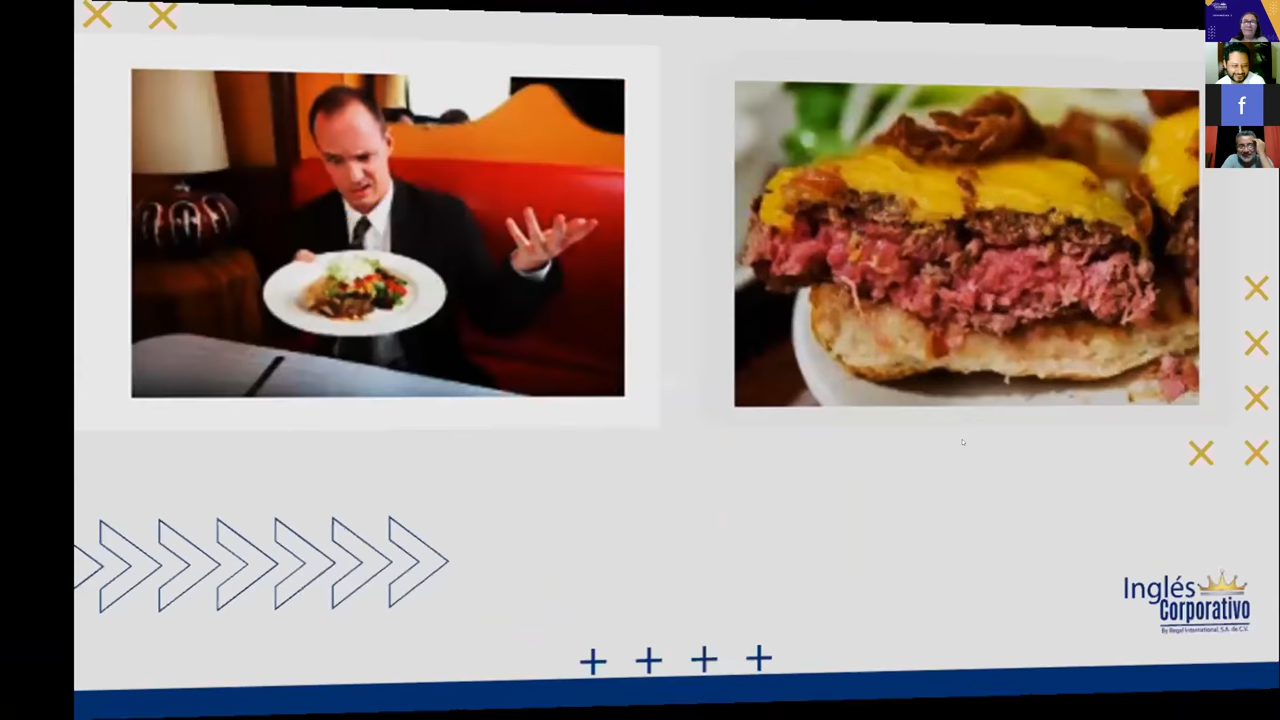 f
Inglés
Corporativo
By Regal International, S.A. de C.V.